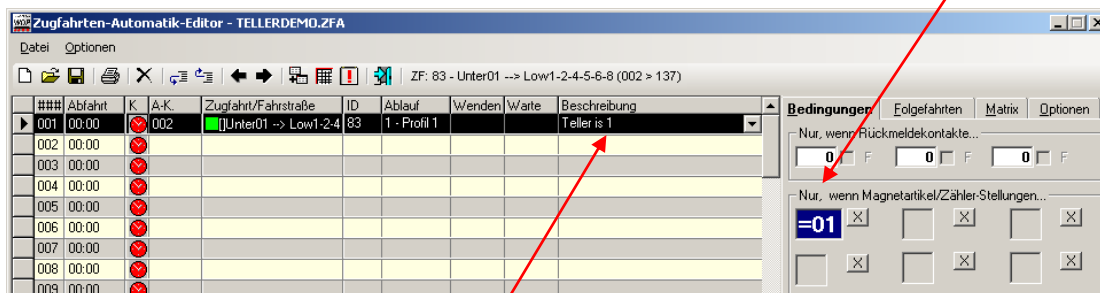 Zugfahrten-Automatik-Editor - TELLERDEMO.ZFA
Datei Optionen
ZF: 83 - Unter01 --> Low1-2-4-5-6-8 (002 > 137)
### Abfahrt K A-K. Zugfahrt/Fahrstraße ID Ablauf Wenden Warte Beschreibung
001 00:00 002 []Unter01 --> Low1-2-4 83 1 - Profil 1 Teller is 1
002 00:00
003 00:00
004 00:00
005 00:00
006 00:00
007 00:00
008 00:00
009 00:00
Bedingungen Folgefahrten Matrix Optionen
Nur, wenn Rückmeldekontakte...
0 F 0 F 0 F
Nur, wenn Magnetartikel/Zähler-Stellungen...
=01 X X X
X X X